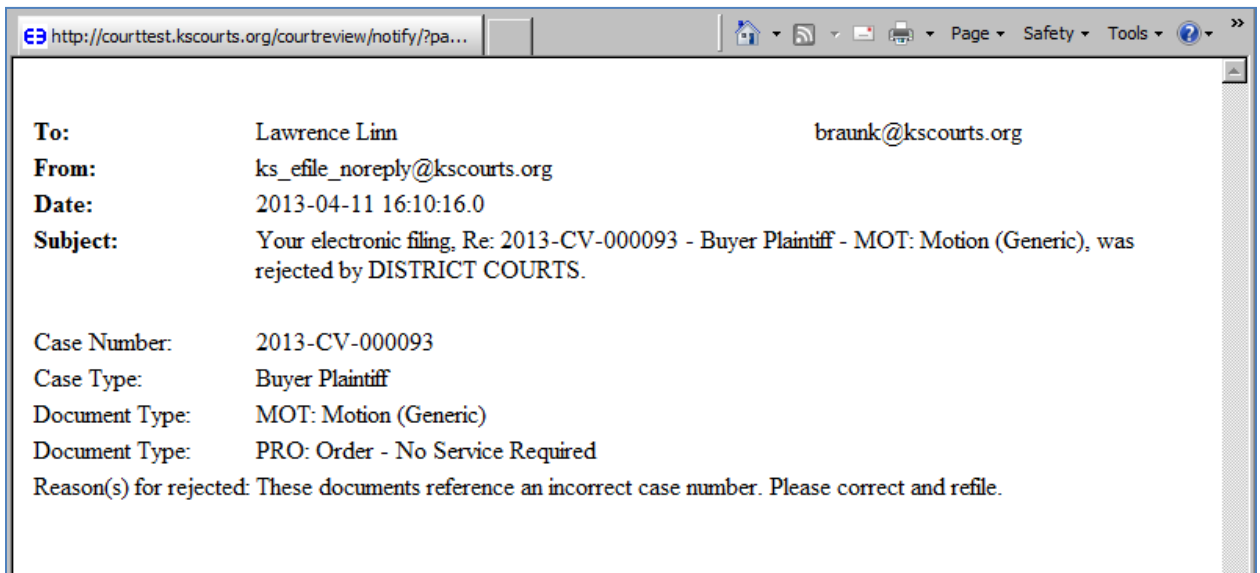 http://courttest.kscourts.org/courtreview/notify/?pa...
Page Safety Tools »
To: Lawrence Linn braunk@kscourts.org
From: ks_efile_noreply@kscourts.org
Date: 2013-04-11 16:10:16.0
Subject: Your electronic filing, Re: 2013-CV-000093 - Buyer Plaintiff - MOT: Motion (Generic), was
rejected by DISTRICT COURTS.
Case Number: 2013-CV-000093
Case Type: Buyer Plaintiff
Document Type: MOT: Motion (Generic)
Document Type: PRO: Order - No Service Required
Reason(s) for rejected: These documents reference an incorrect case number. Please correct and refile.